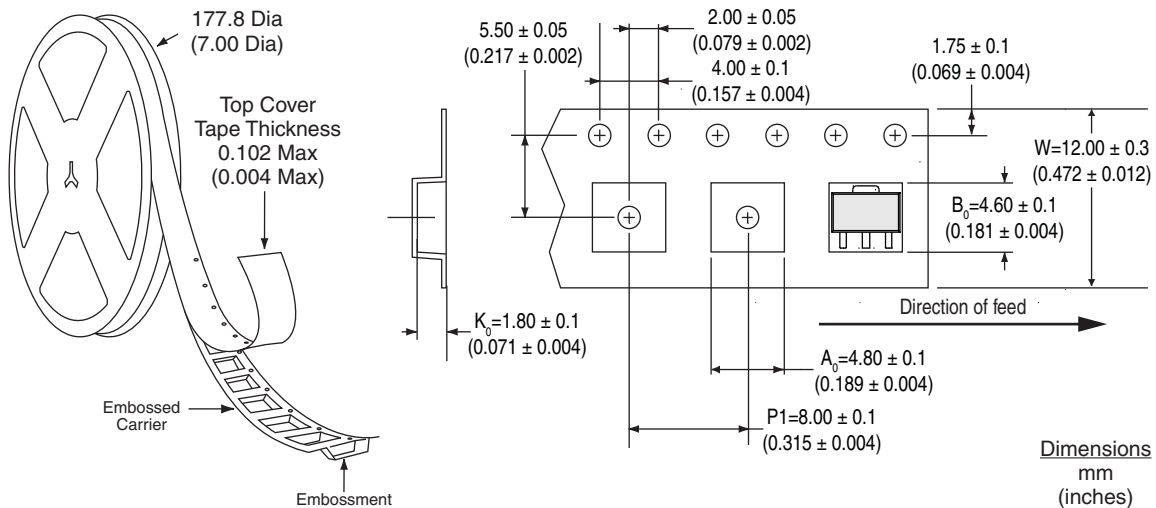 177.8 Dia
(7.00 Dia)
Top Cover
Tape Thickness
0.102 Max
(0.004 Max)
Embossed
Carrier
Embossment
5.50 ± 0.05
(0.217 ± 0.002)
2.00 ± 0.05
(0.079 ± 0.002)
4.00 ± 0.1
(0.157 ± 0.004)
1.75 ± 0.1
(0.069 ± 0.004)
W=12.00 ± 0.3
(0.472 ± 0.012)
B₀=4.60 ± 0.1
(0.181 ± 0.004)
K₀=1.80 ± 0.1
(0.071 ± 0.004)
Direction of feed
A₀=4.80 ± 0.1
(0.189 ± 0.004)
P1=8.00 ± 0.1
(0.315 ± 0.004)
Dimensions
mm
(inches)